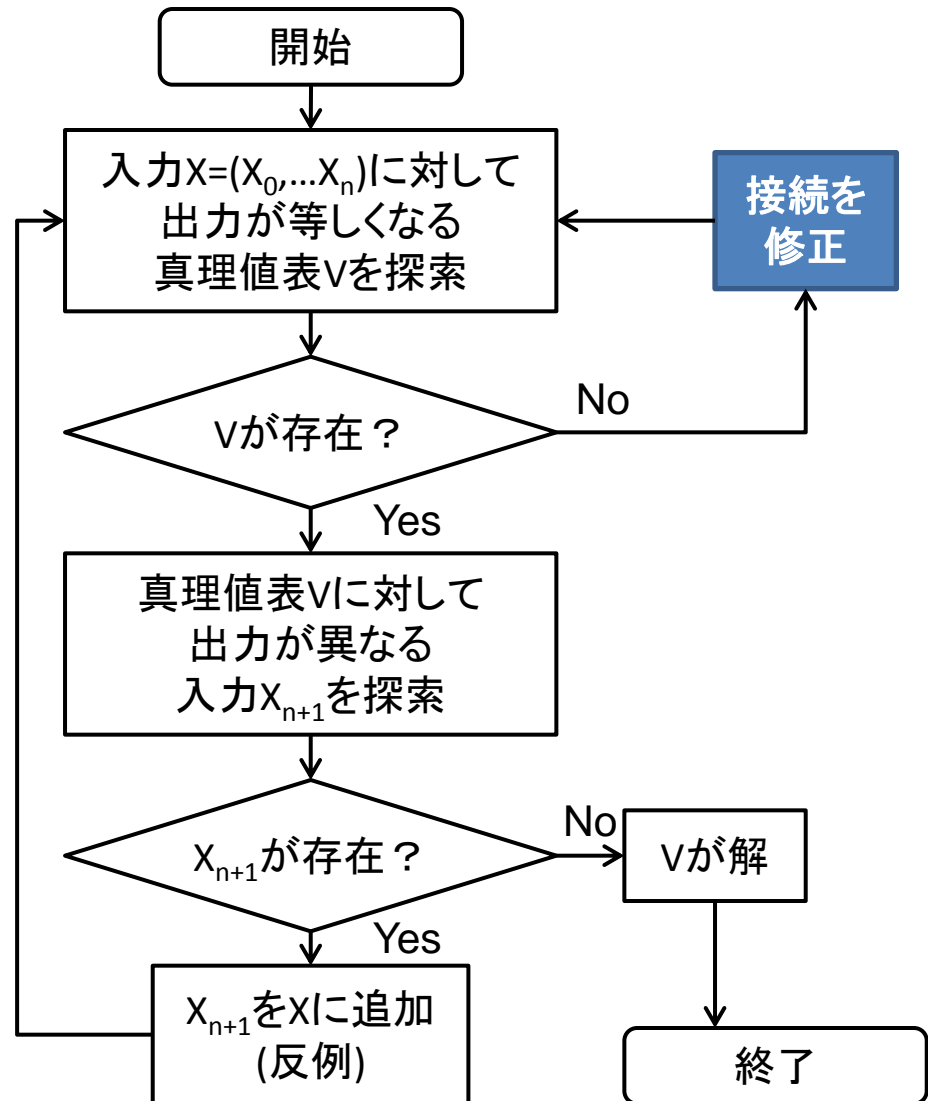 開始
入力X=(X₀,...Xₙ)に対して
出力が等しくなる
真理値表Vを探索
接続を
修正
Vが存在？
No
Yes
真理値表Vに対して
出力が異なる
入力Xₙ₊₁を探索
Xₙ₊₁が存在？
No
Vが解
Yes
Xₙ₊₁をXに追加
(反例)
終了